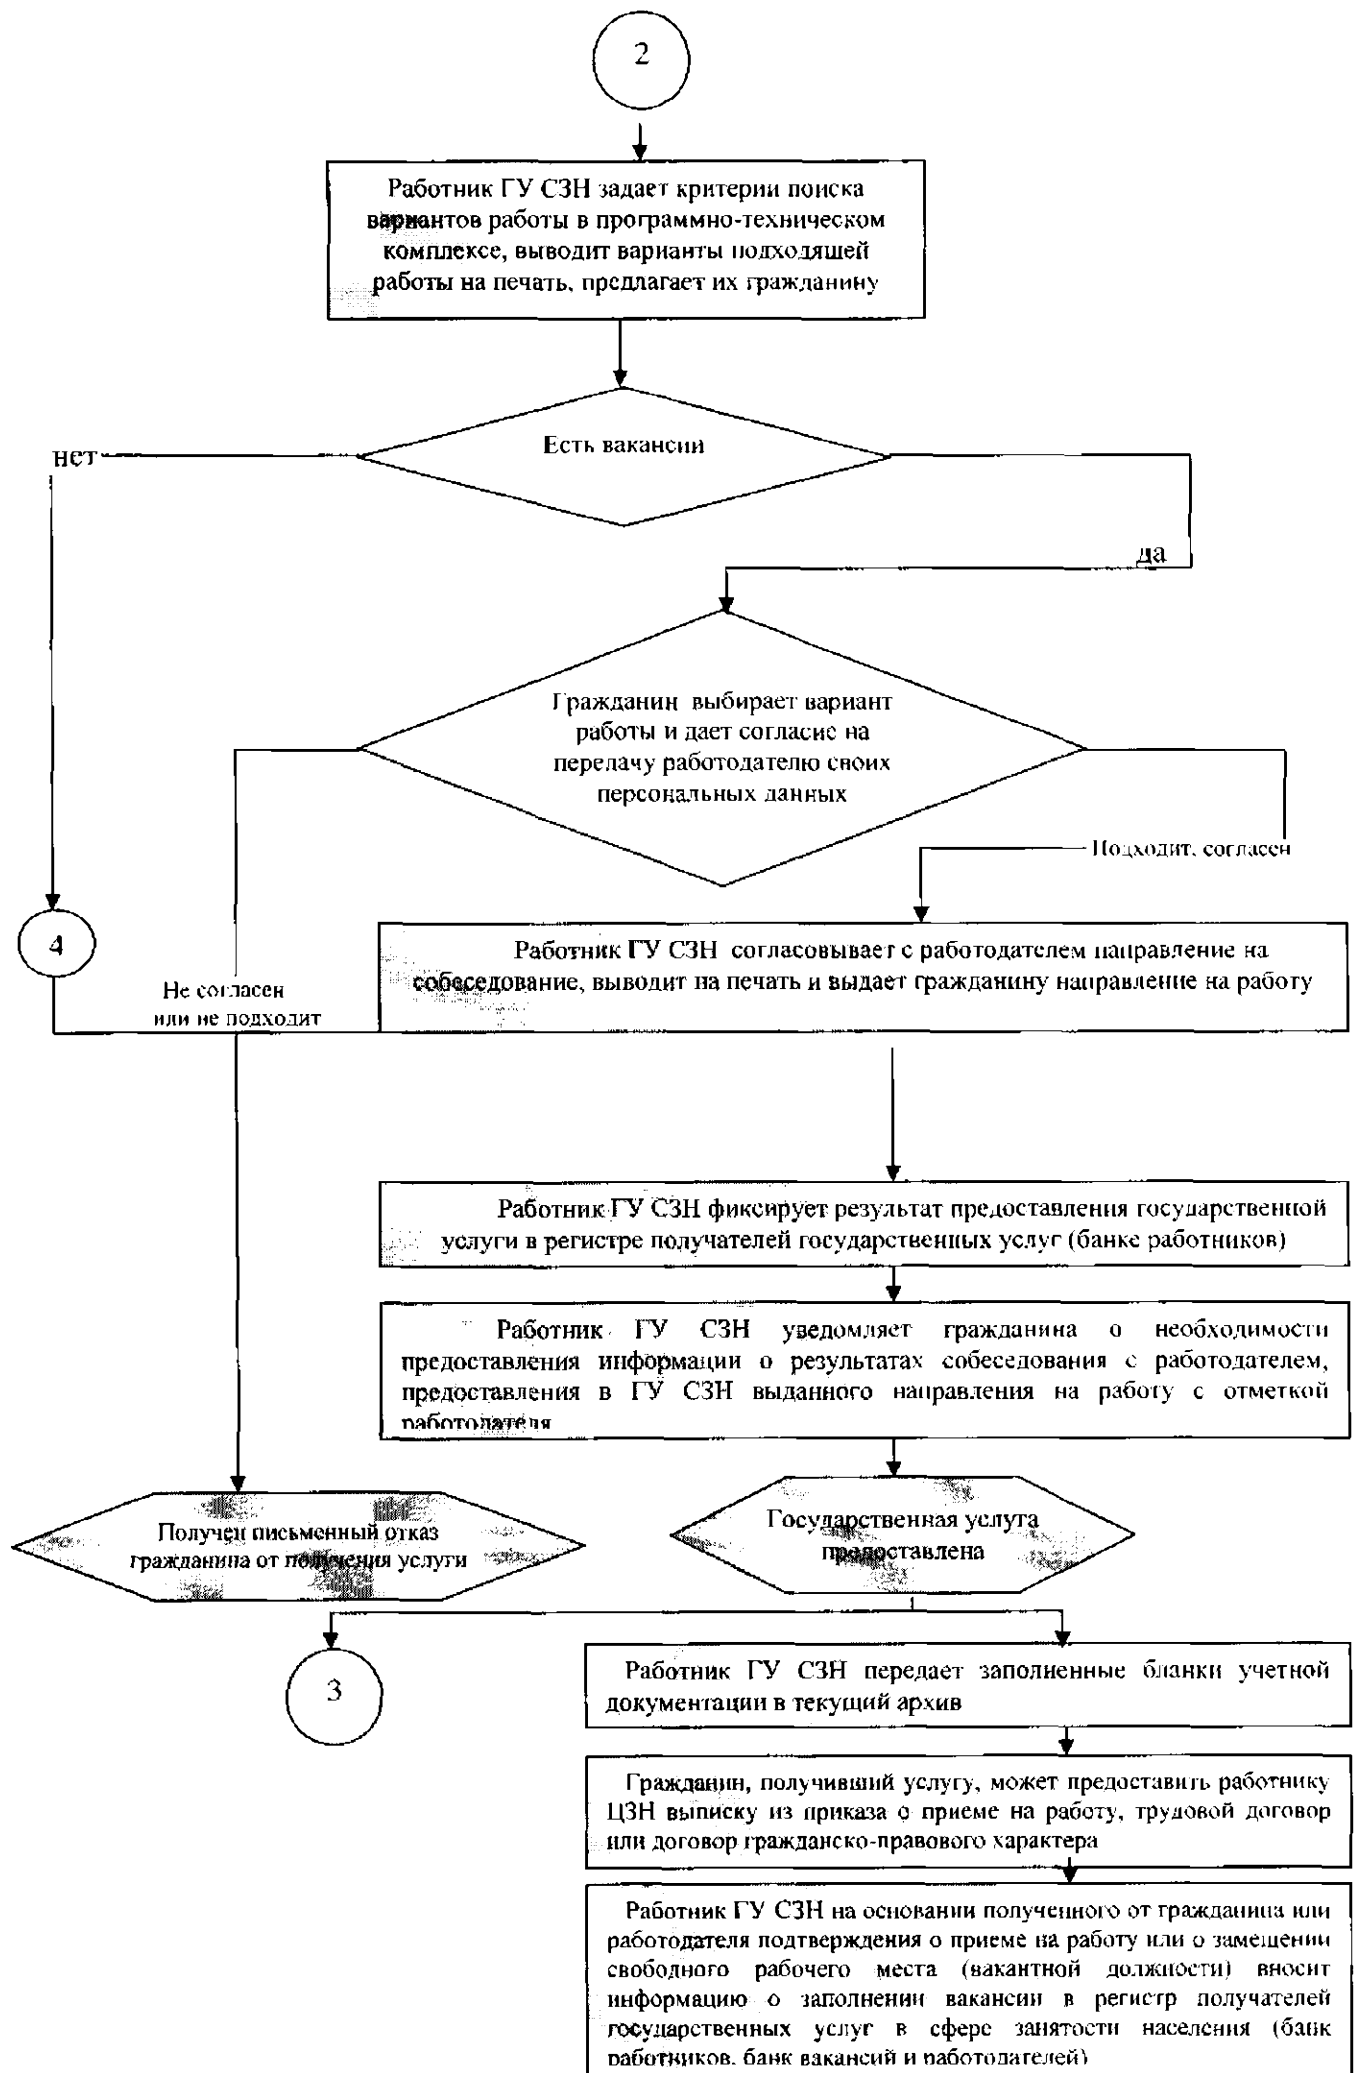 2
Работник ГУ СЗН задает критерии поиска
вариантов работы в программно-техническом
комплексе, выводит варианты подходящей
работы на печать, предлагает их гражданину
Есть вакансии
нет
да
Гражданин выбирает вариант
работы и дает согласие на
передачу работодателю своих
персональных данных
Подходит, согласен
4
Работник ГУ СЗН согласовывает с работодателем направление на
собеседование, выводит на печать и выдает гражданину направление на работу
Не согласен
или не подходит
Работник ГУ СЗН фиксирует результат предоставления государственной
услуги в регистре получателей государственных услуг (банке работников)
Работник ГУ СЗН уведомляет гражданина о необходимости
предоставления информации о результатах собеседования с работодателем,
предоставления в ГУ СЗН выданного направления на работу с отметкой
работодателя
Получен письменный отказ
гражданина от получения услуги
Государственная услуга
предоставлена
3
Работник ГУ СЗН передает заполненные бланки учетной
документации в текущий архив
Гражданин, получивший услугу, может предоставить работнику
ЦЗН выписку из приказа о приеме на работу, трудовой договор
или договор гражданско-правового характера
Работник ГУ СЗН на основании полученного от гражданина или
работодателя подтверждения о приеме на работу или о замещении
свободного рабочего места (вакантной должности) вносит
информацию о заполнении вакансии в регистр получателей
государственных услуг в сфере занятости населения (банк
работников, банк вакансий и работодателей)